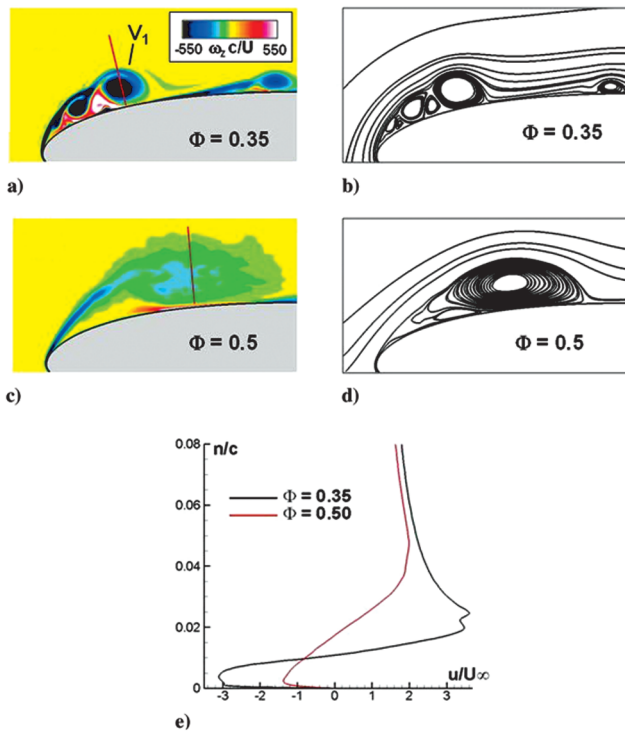 V₁
-550 ω_z c/U 550
Φ = 0.35
a)
Φ = 0.35
b)
Φ = 0.5
c)
Φ = 0.5
d)
0.08 n/c
Φ = 0.35
Φ = 0.50
0.06
0.04
0.02
0
-3 -2 -1 0 1 2 3
u/U∞
e)